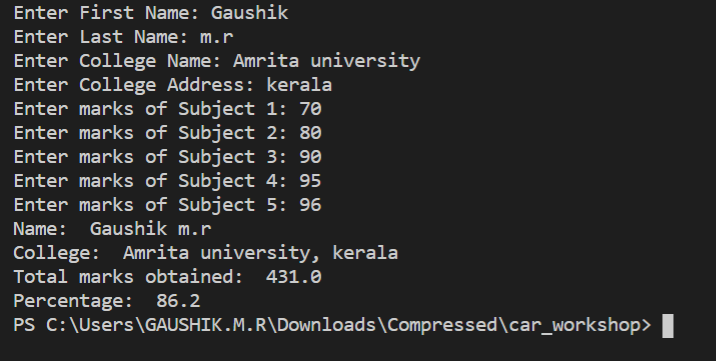 Enter First Name: Gaushik
Enter Last Name: m.r
Enter College Name: Amrita university
Enter College Address: kerala
Enter marks of Subject 1: 70
Enter marks of Subject 2: 80
Enter marks of Subject 3: 90
Enter marks of Subject 4: 95
Enter marks of Subject 5: 96
Name:  Gaushik m.r
College:  Amrita university, kerala
Total marks obtained:  431.0
Percentage:  86.2
PS C:\Users\GAUSHIK.M.R\Downloads\Compressed\car_workshop>